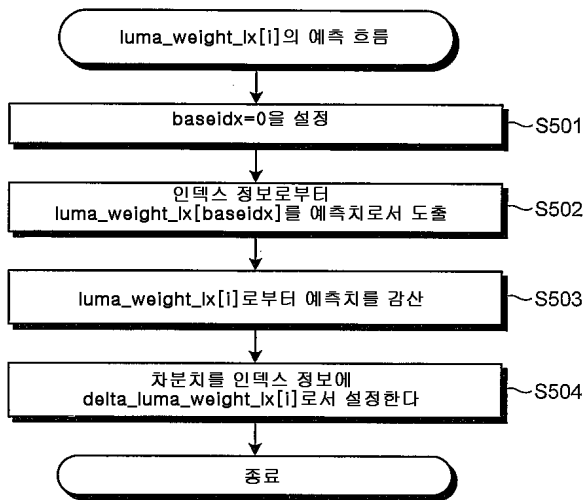 luma_weight_lx[i]의 예측 흐름
baseidx=0을 설정
S501
인덱스 정보로부터
luma_weight_lx[baseidx]를 예측치로서 도출
S502
luma_weight_lx[i]로부터 예측치를 감산
S503
차분치를 인덱스 정보에
delta_luma_weight_lx[i]로서 설정한다
S504
종료